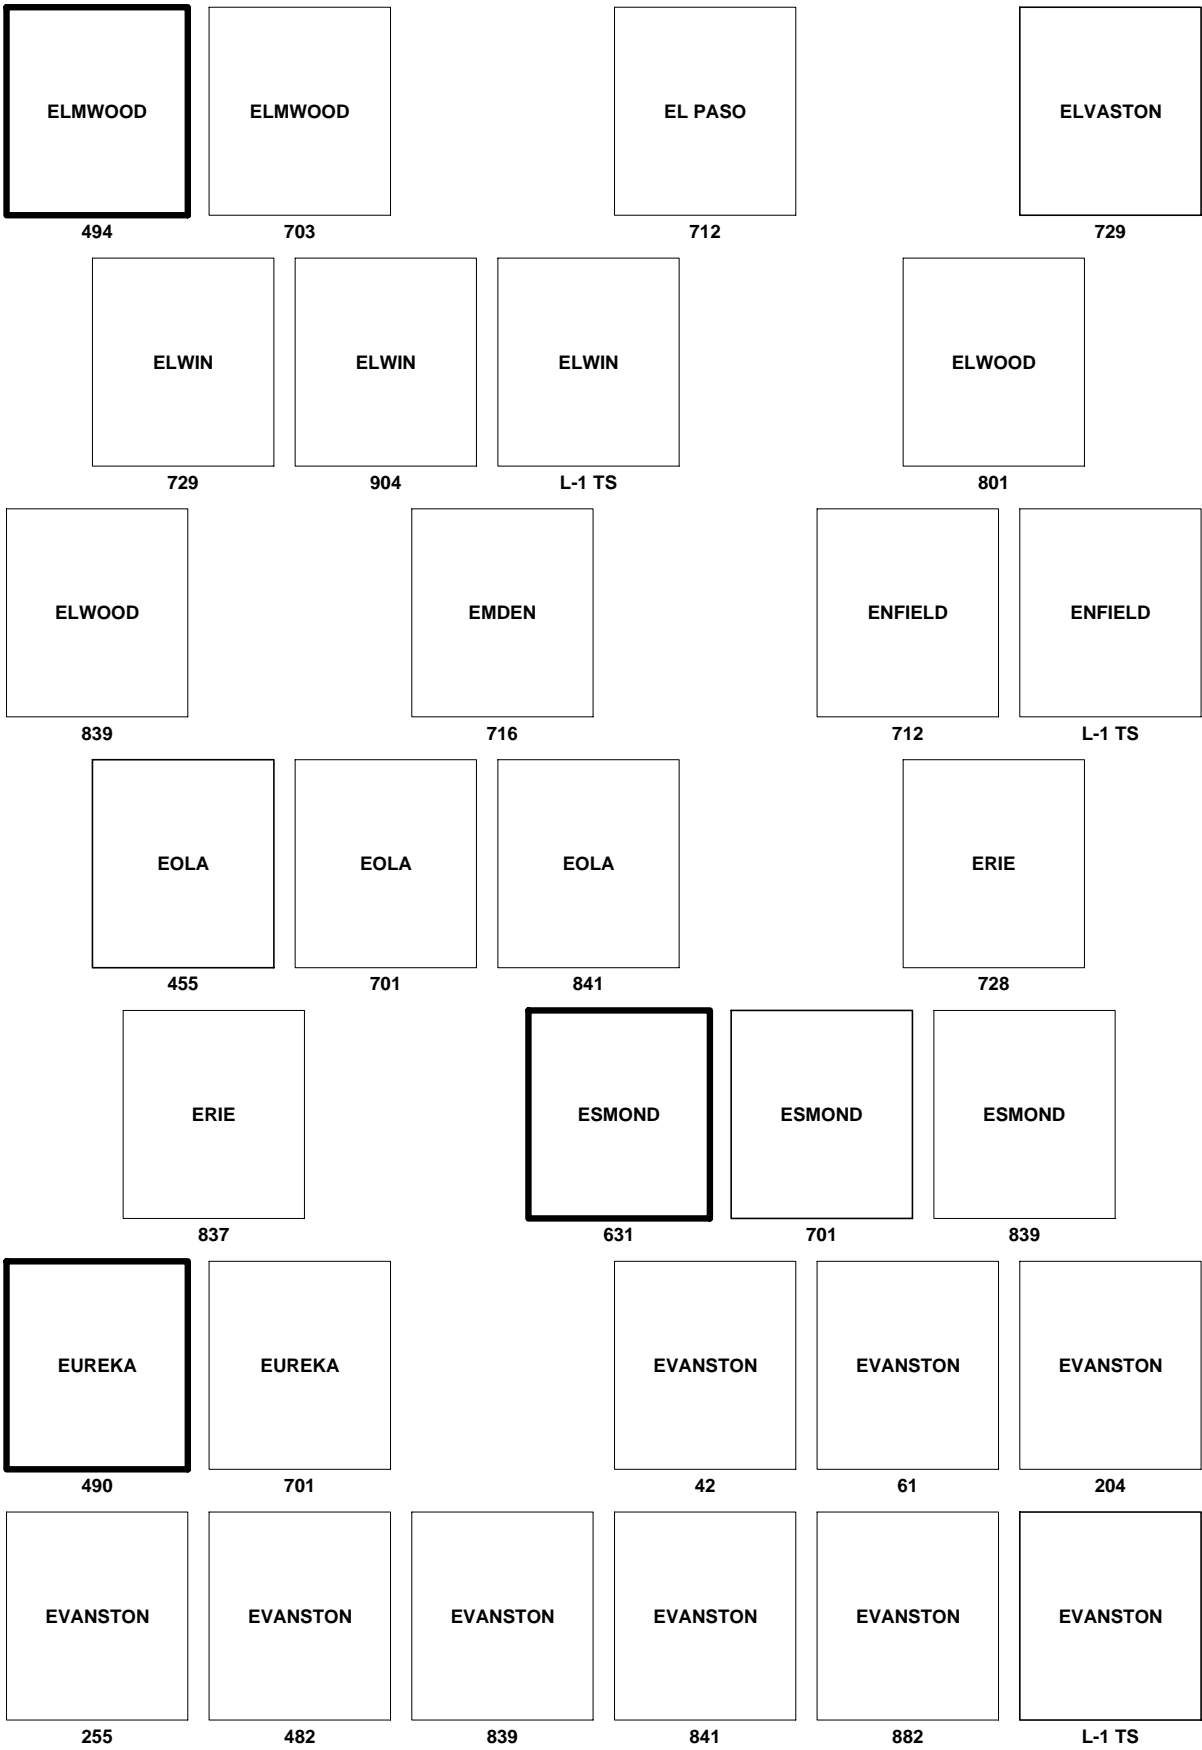 ELMWOOD ELMWOOD EL PASO ELVASTON
494 703 712 729
ELWIN ELWIN ELWIN ELWOOD
729 904 L-1 TS 801
ELWOOD EMDEN ENFIELD ENFIELD
839 716 712 L-1 TS
EOLA EOLA EOLA ERIE
455 701 841 728
ERIE ESMOND ESMOND ESMOND
837 631 701 839
EUREKA EUREKA EVANSTON EVANSTON EVANSTON
490 701 42 61 204
EVANSTON EVANSTON EVANSTON EVANSTON EVANSTON EVANSTON
255 482 839 841 882 L-1 TS